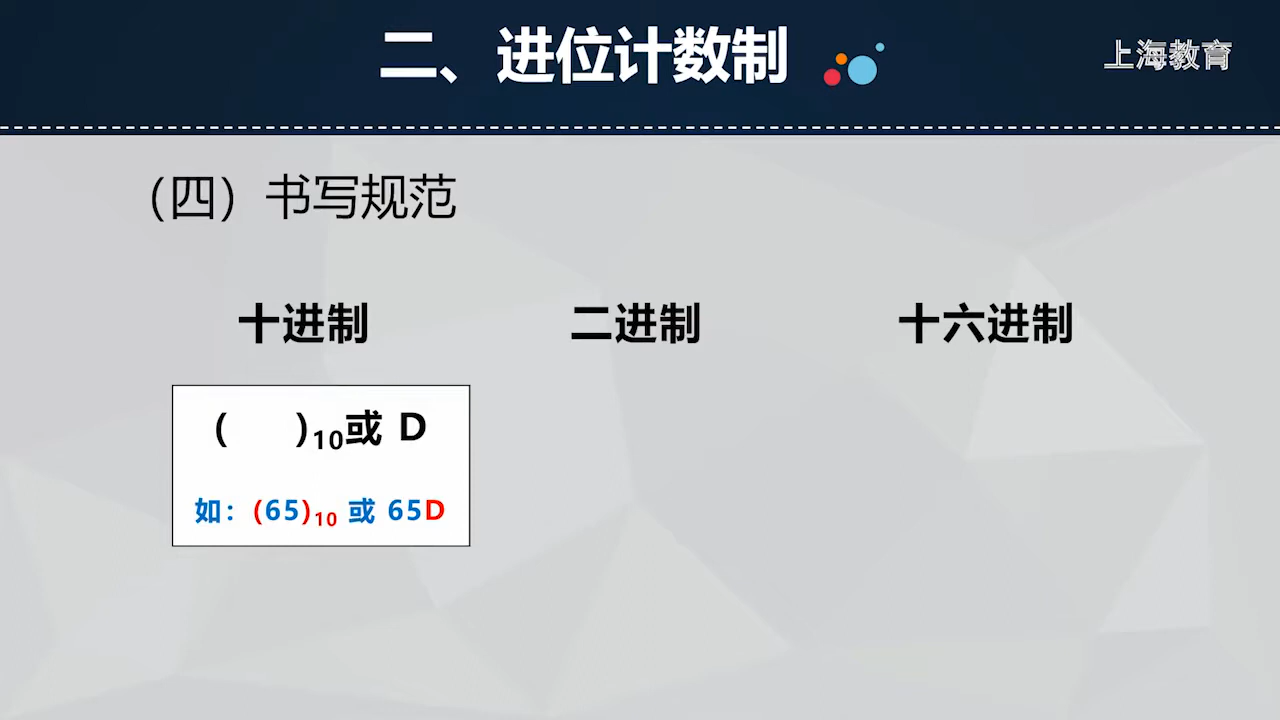 二、进位计数制
上海教育
（四）书写规范
十进制 二进制 十六进制
( )₁₀或 D
如：(65)₁₀ 或 65D